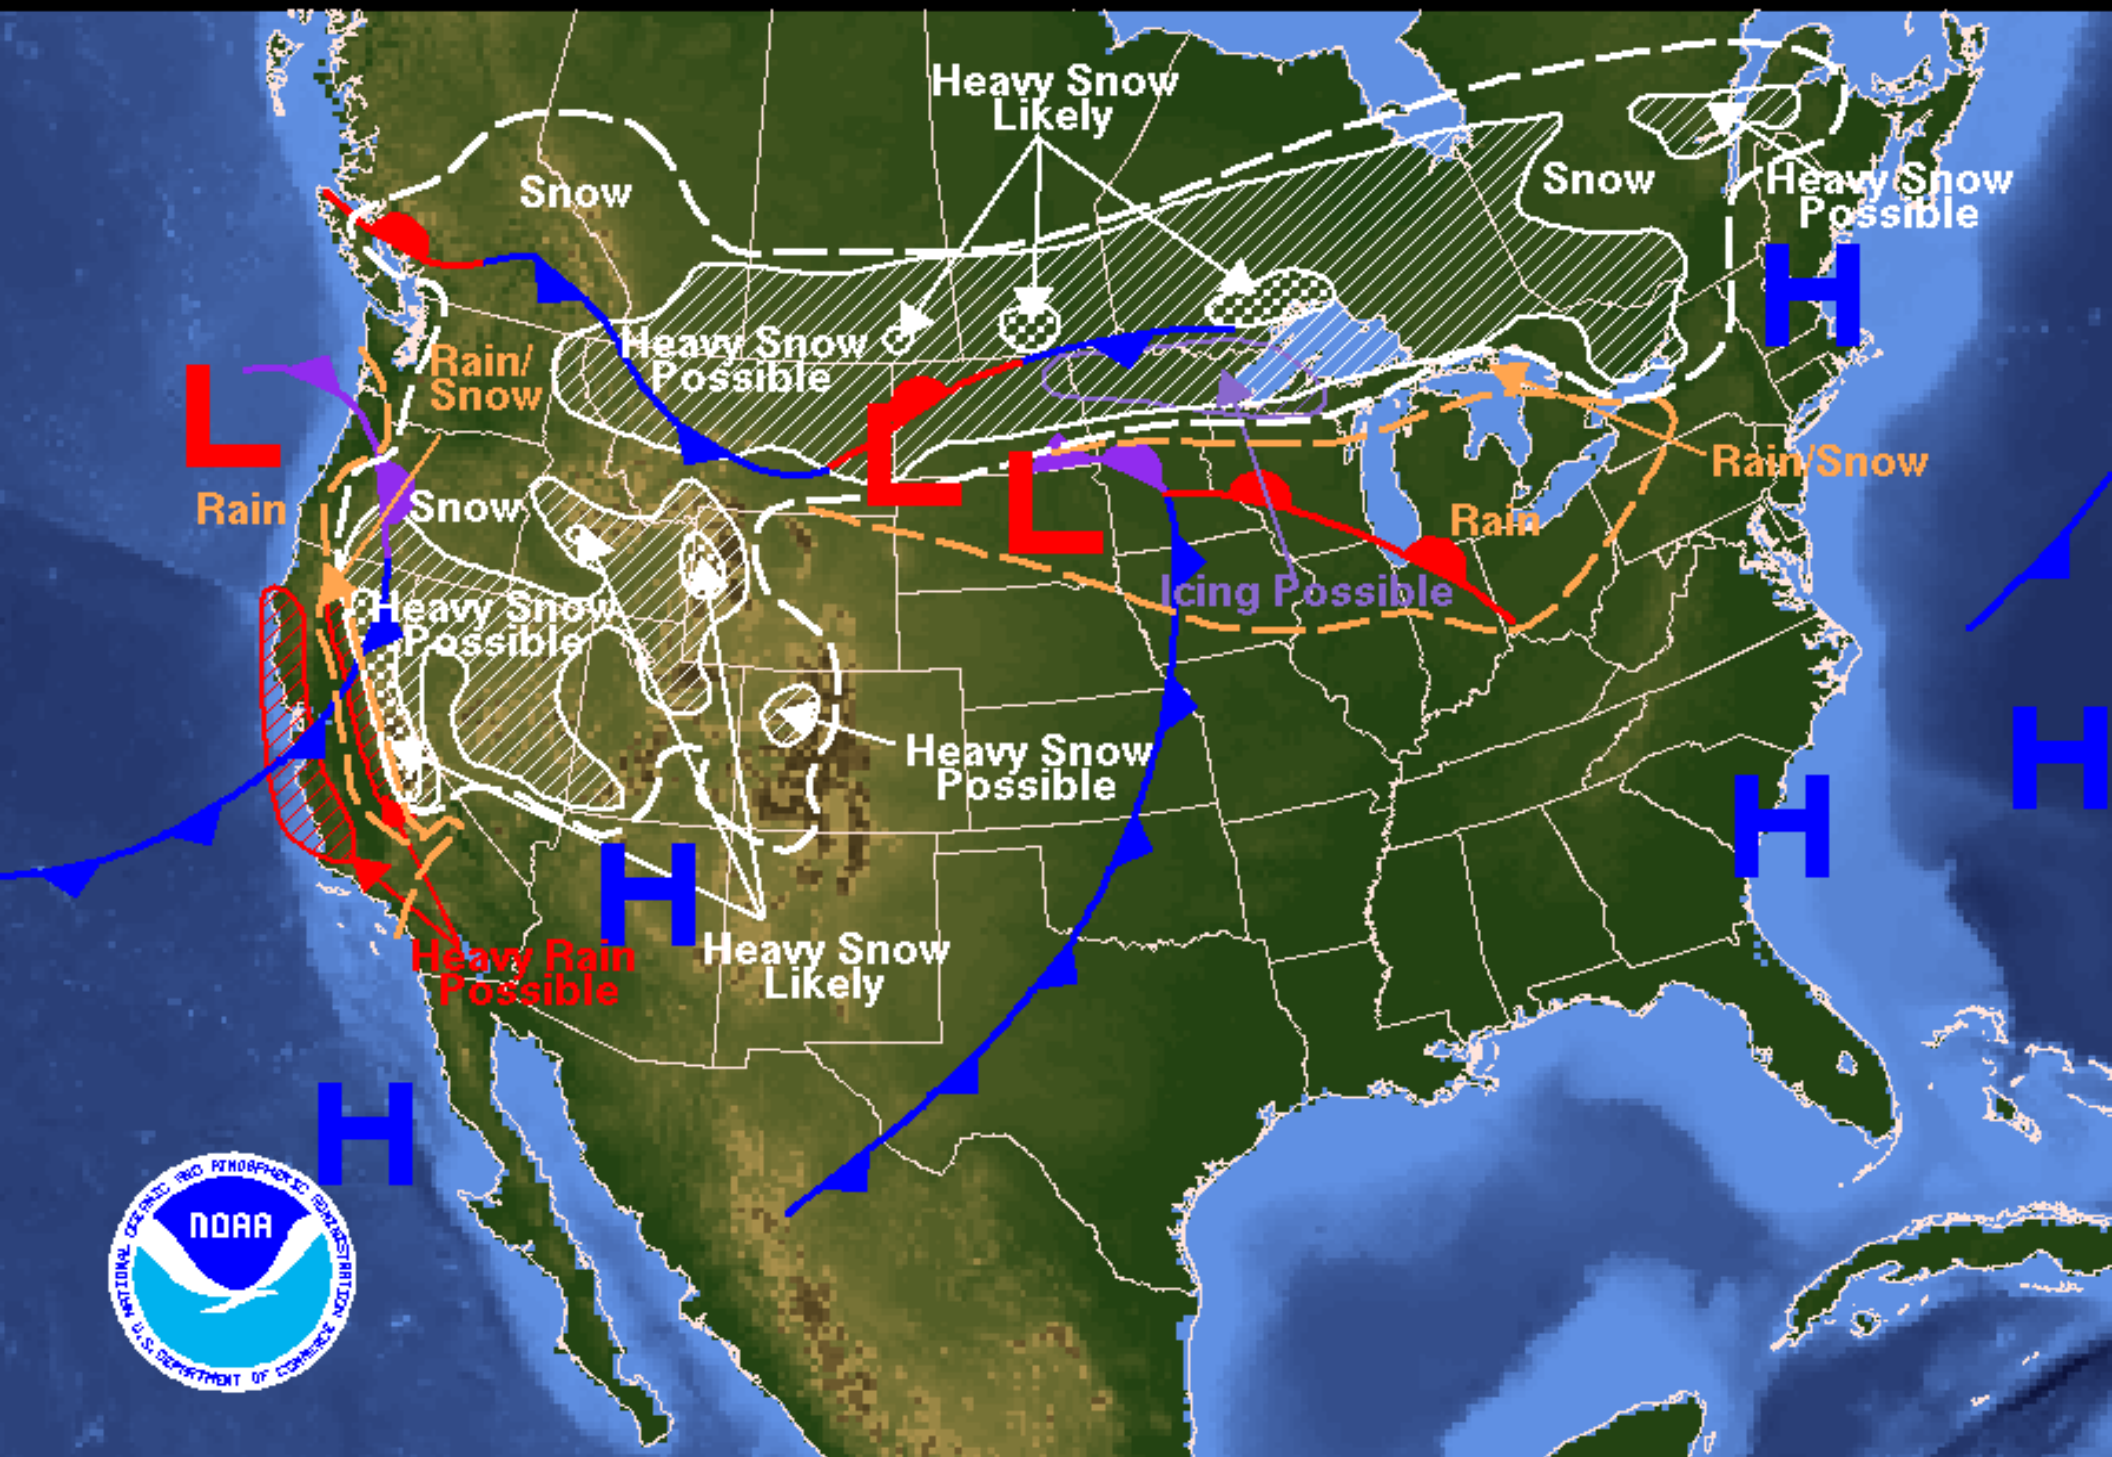 Heavy Snow
Likely
Snow
Snow
Heavy Snow
Possible
H
Heavy Snow
Possible
Rain/
Snow
L
L
L
Rain/Snow
Rain
Snow
Rain
Icing Possible
Heavy Snow
Possible
Heavy Snow
Possible
H
H
H
Heavy Snow
Likely
Heavy Rain
Possible
H
NATIONAL OCEANIC AND ATMOSPHERIC ADMINISTRATION
NOAA
U.S. DEPARTMENT OF COMMERCE